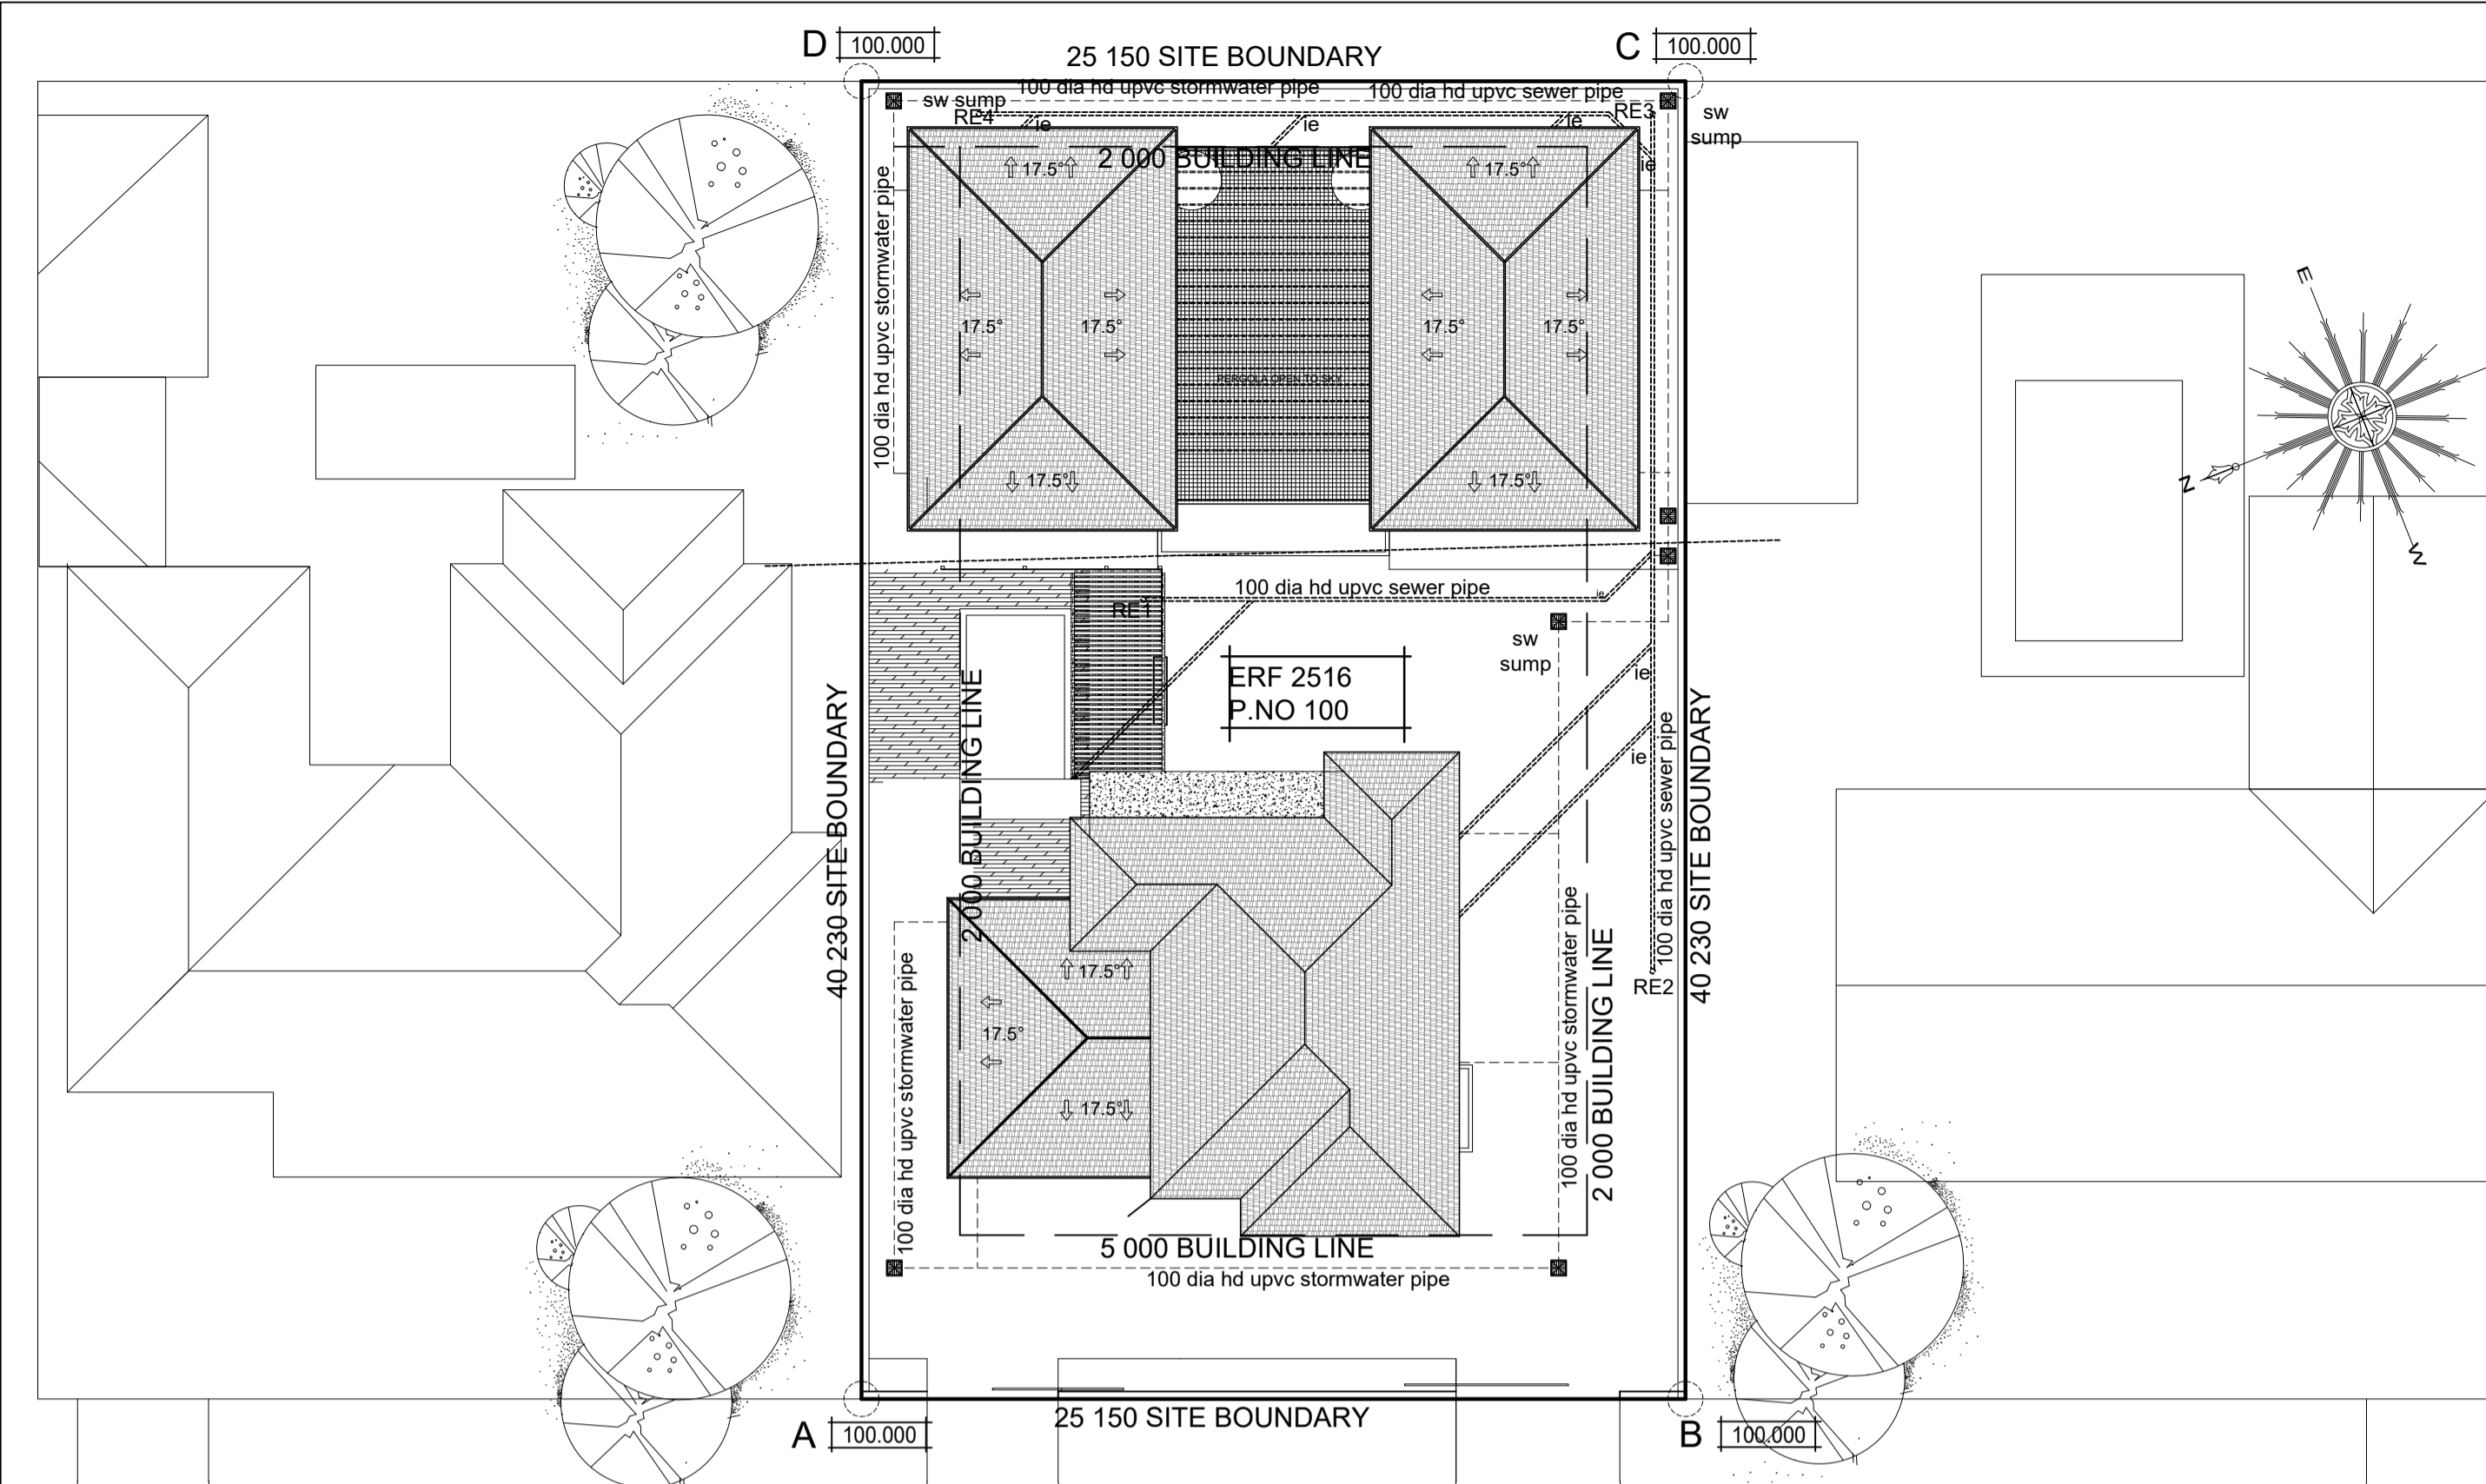 D
100.000
25 150 SITE BOUNDARY
C
100.000
100 dia hd upvc stormwater pipe
100 dia hd upvc sewer pipe
sw sump
RE4
ie
ie
ie
RE3
sw
sump
ie
2 000 BUILDING LINE
17.5°
17.5°
100 dia hd upvc stormwater pipe
17.5°
17.5°
17.5°
17.5°
PERGOLA OPEN TO SKY
17.5°
17.5°
E
N
W
100 dia hd upvc sewer pipe
ie
RE1
sw
sump
ERF 2516
P.NO 100
ie
ie
40 230 SITE BOUNDARY
2 000 BUILDING LINE
100 dia hd upvc sewer pipe
40 230 SITE BOUNDARY
RE2
17.5°
17.5°
17.5°
100 dia hd upvc stormwater pipe
100 dia hd upvc stormwater pipe
2 000 BUILDING LINE
5 000 BUILDING LINE
100 dia hd upvc stormwater pipe
25 150 SITE BOUNDARY
A
100.000
B
100.000